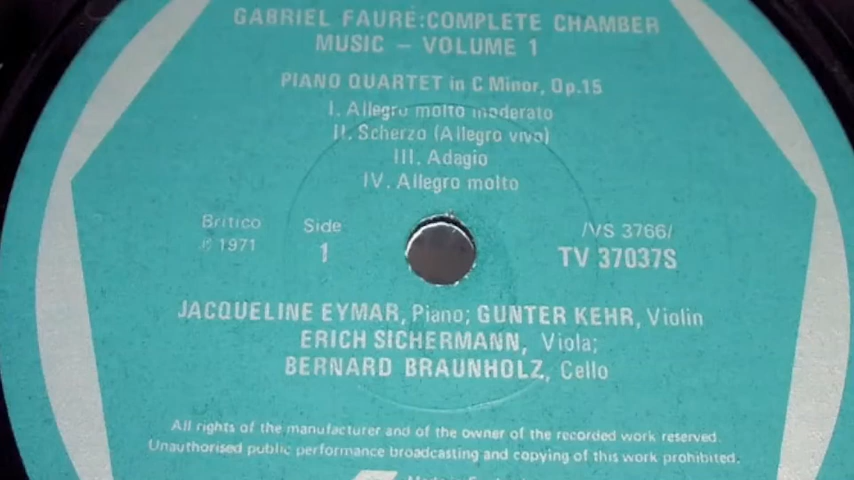 GABRIEL FAURE:COMPLETE CHAMBER
MUSIC – VOLUME 1
PIANO QUARTET in C Minor, Op.15
I. Allegro molto moderato
II. Scherzo (Allegro vivo)
III. Adagio
IV. Allegro molto
Britico Side /VS 3766/
℗ 1971 1 TV 37037S
JACQUELINE EYMAR, Piano; GUNTER KEHR, Violin
ERICH SICHERMANN, Viola;
BERNARD BRAUNHOLZ, Cello
All rights of the manufacturer and of the owner of the recorded work reserved.
Unauthorised public performance broadcasting and copying of this work prohibited.